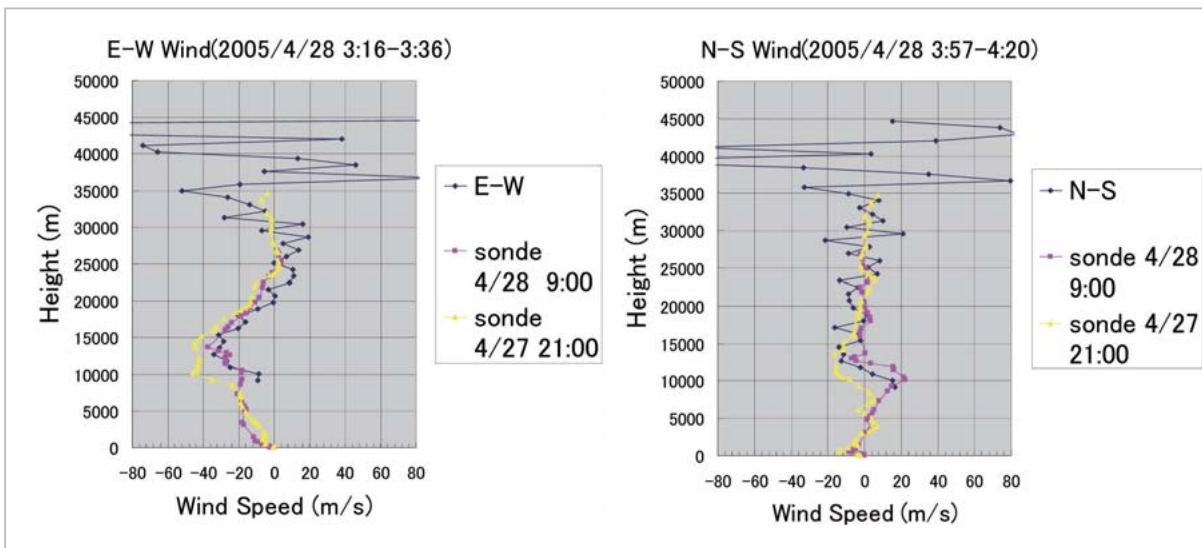 E-W Wind(2005/4/28 3:16-3:36)
50000
45000
40000
35000
30000
25000
20000
15000
10000
5000
0
-80 -60 -40 -20 0 20 40 60 80
Height (m)
Wind Speed (m/s)
E-W
sonde
4/28 9:00
sonde
4/27 21:00
N-S Wind(2005/4/28 3:57-4:20)
50000
45000
40000
35000
30000
25000
20000
15000
10000
5000
0
-80 -60 -40 -20 0 20 40 60 80
Height (m)
Wind Speed (m/s)
N-S
sonde 4/28
9:00
sonde 4/27
21:00